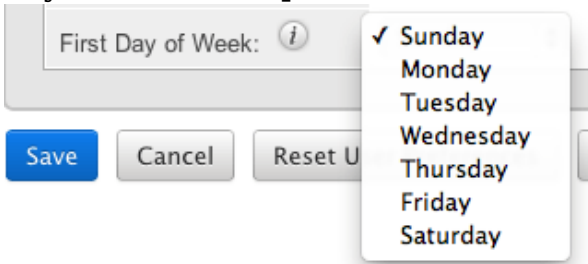 First Day of Week: i ✓ Sunday
Monday
Tuesday
Wednesday
Thursday
Friday
Saturday
Save Cancel Reset U